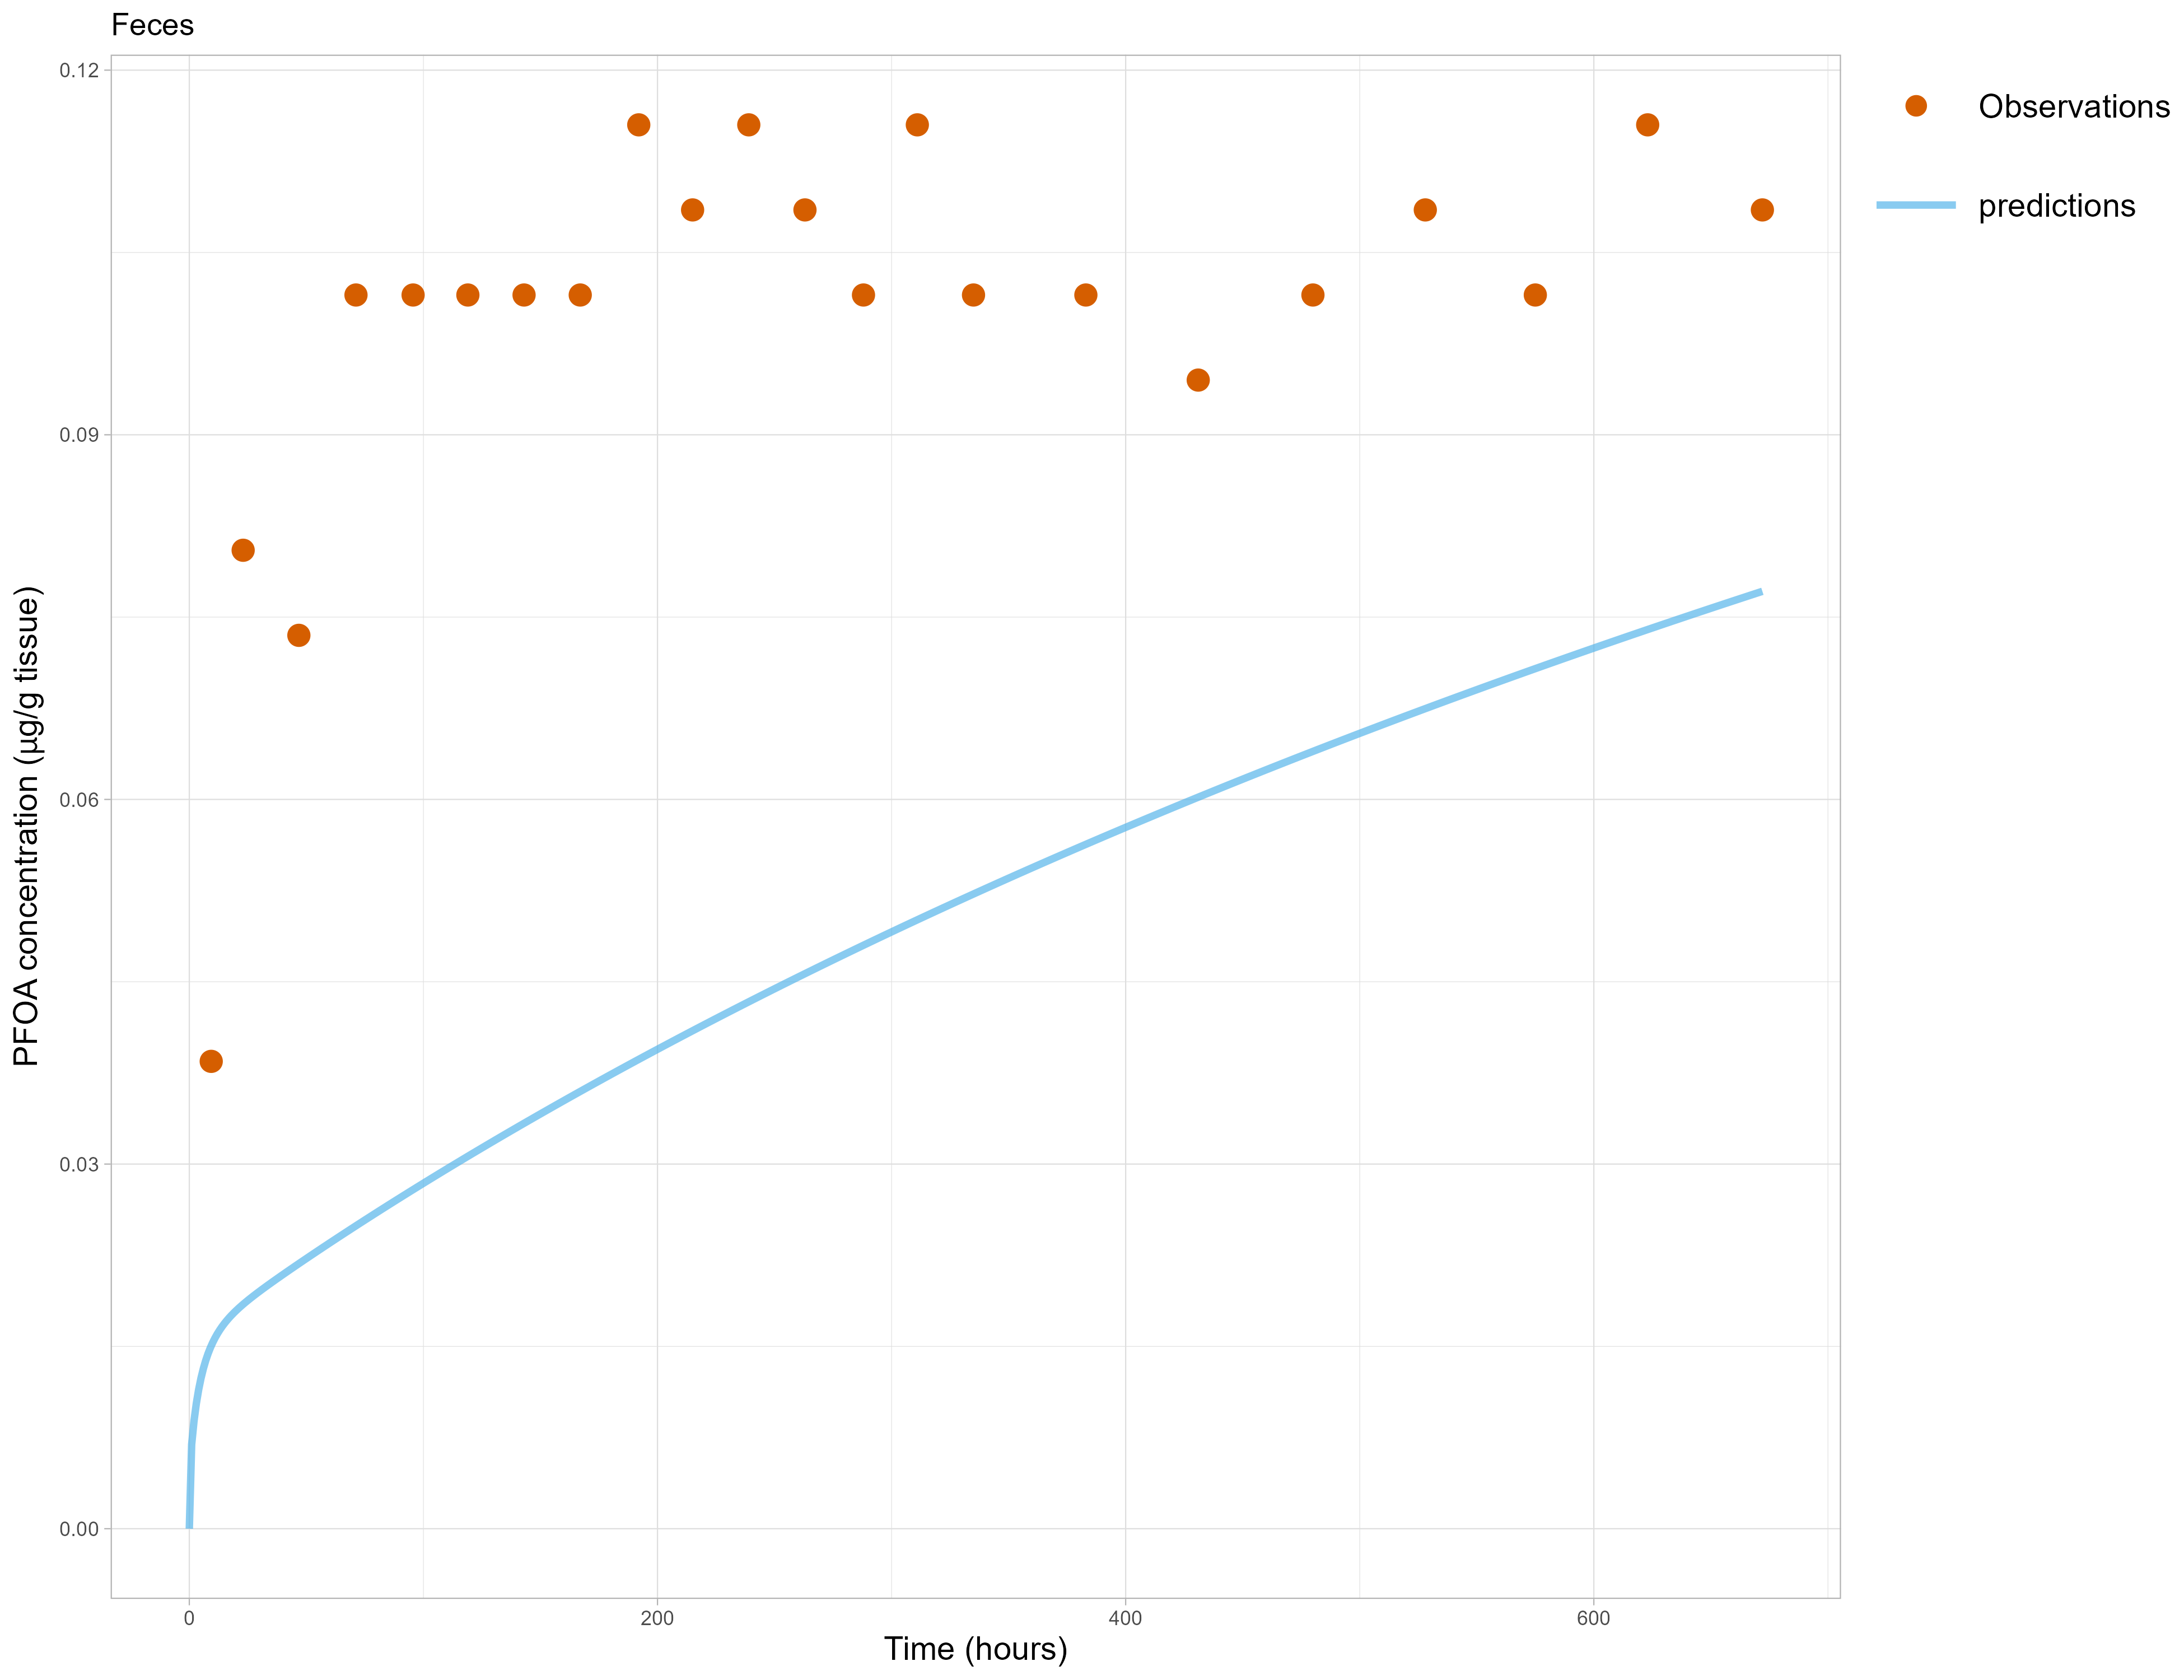 Feces
0.12
0.09
0.06
0.03
0.00
PFOA concentration (µg/g tissue)
0
200
400
600
Time (hours)
Observations
predictions